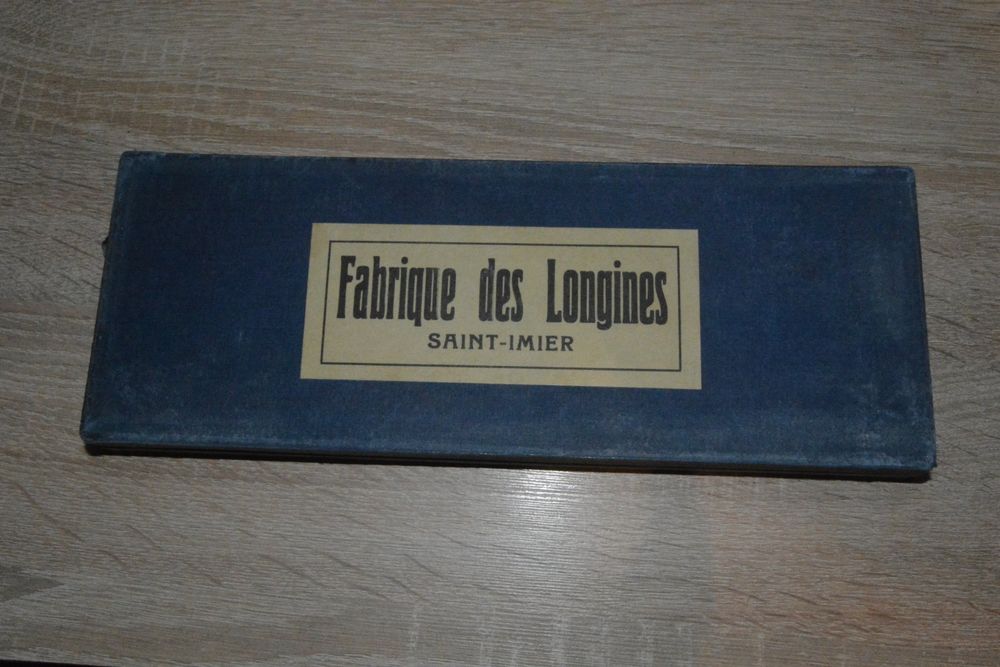 Fabrique des Longines
SAINT-IMIER